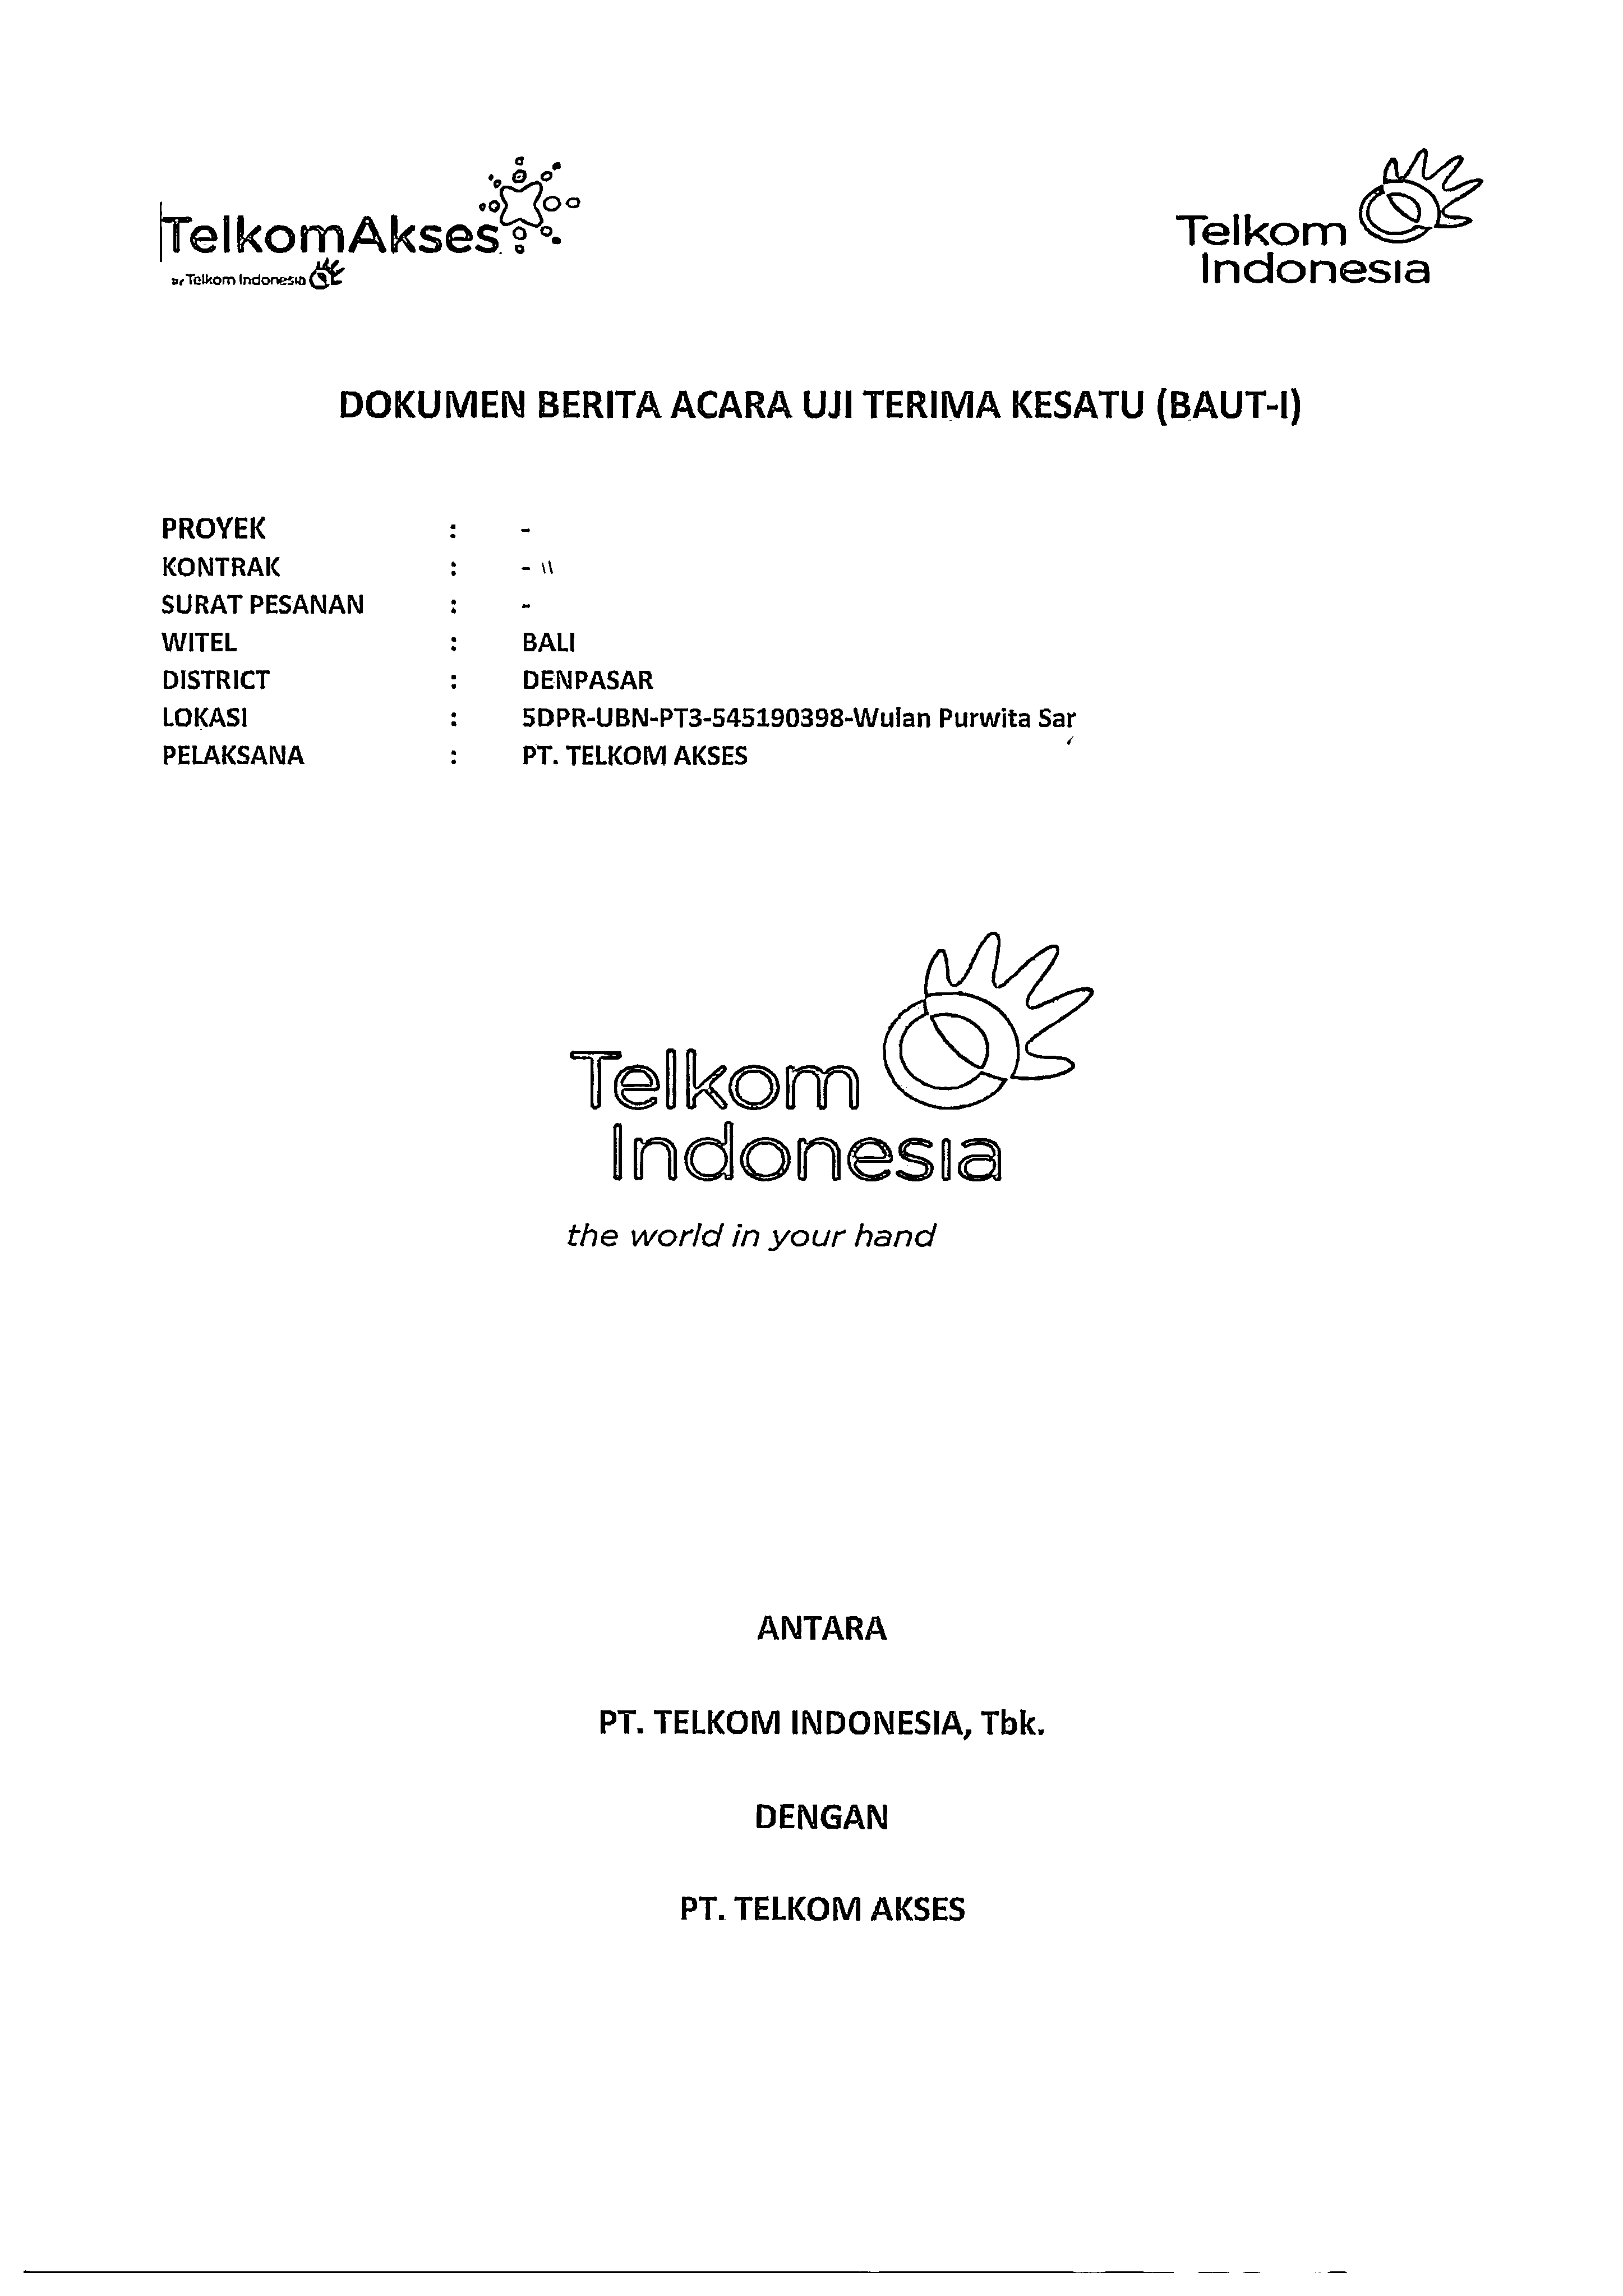 TelkomAkses
by Telkom Indonesia
Telkom
Indonesia
DOKUMEN BERITA ACARA UJI TERIMA KESATU (BAUT-I)
PROYEK : -
KONTRAK : -
SURAT PESANAN : -
WITEL : BALI
DISTRICT : DENPASAR
LOKASI : 5DPR-UBN-PT3-545190398-Wulan Purwita Sar
PELAKSANA : PT. TELKOM AKSES
Telkom
Indonesia
the world in your hand
ANTARA
PT. TELKOM INDONESIA, Tbk.
DENGAN
PT. TELKOM AKSES